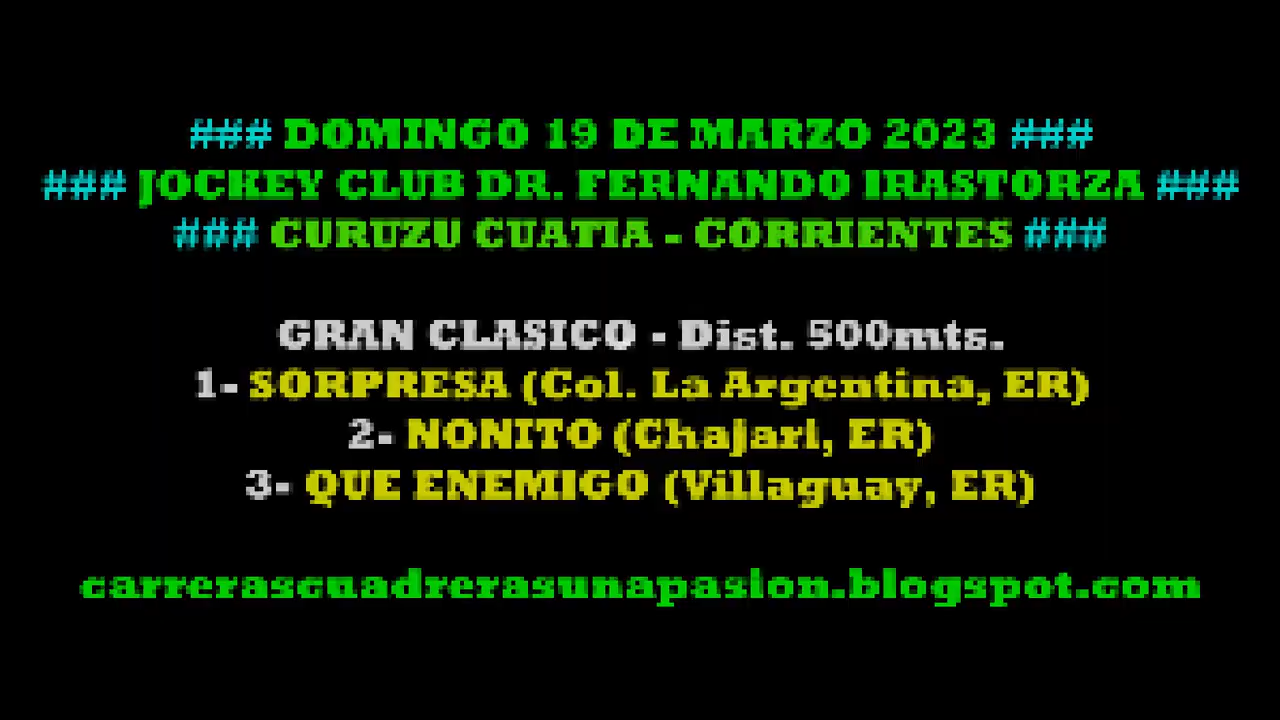 ### DOMINGO 19 DE MARZO 2023 ###
### JOCKEY CLUB DR. FERNANDO IRASTORZA ###
### CURUZU CUATIA - CORRIENTES ###
GRAN CLASICO - Dist. 500mts.
1- SORPRESA (Col. La Argentina, ER)
2- NONITO (Chajari, ER)
3- QUE ENEMIGO (Villaguay, ER)
carrerascuadrerasunapasion.blogspot.com